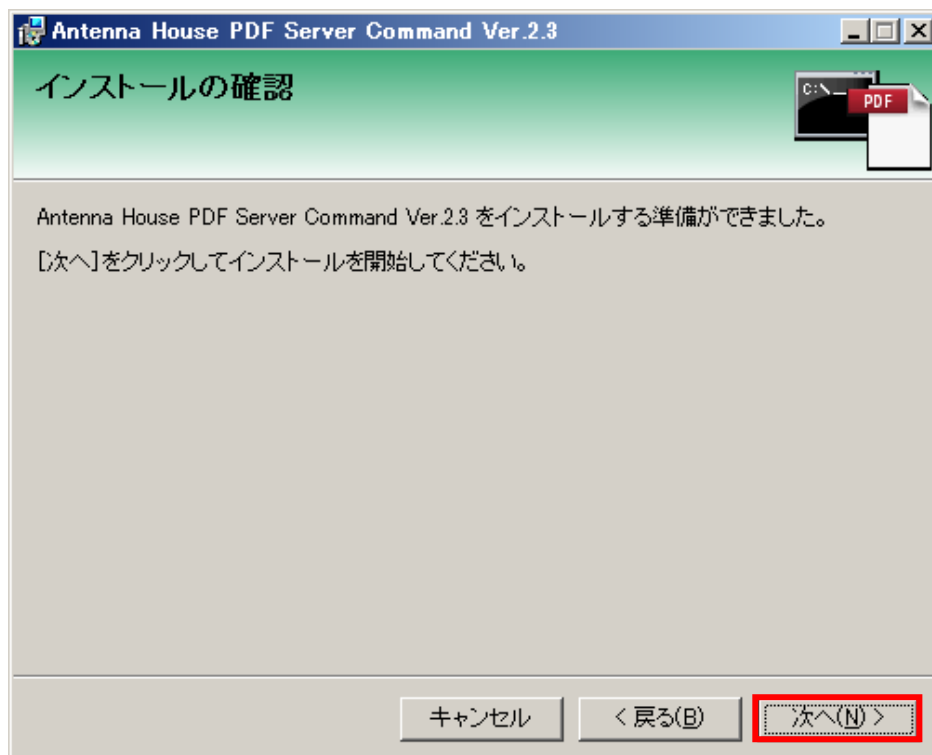 Antenna House PDF Server Command Ver.2.3
インストールの確認
C:\_
PDF
Antenna House PDF Server Command Ver.2.3 をインストールする準備ができました。
[次へ]をクリックしてインストールを開始してください。
キャンセル
< 戻る(B)
次へ(N) >